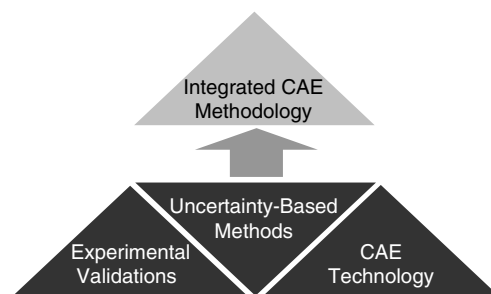 Integrated CAE
Methodology
Uncertainty-Based
Methods
Experimental
Validations
CAE
Technology